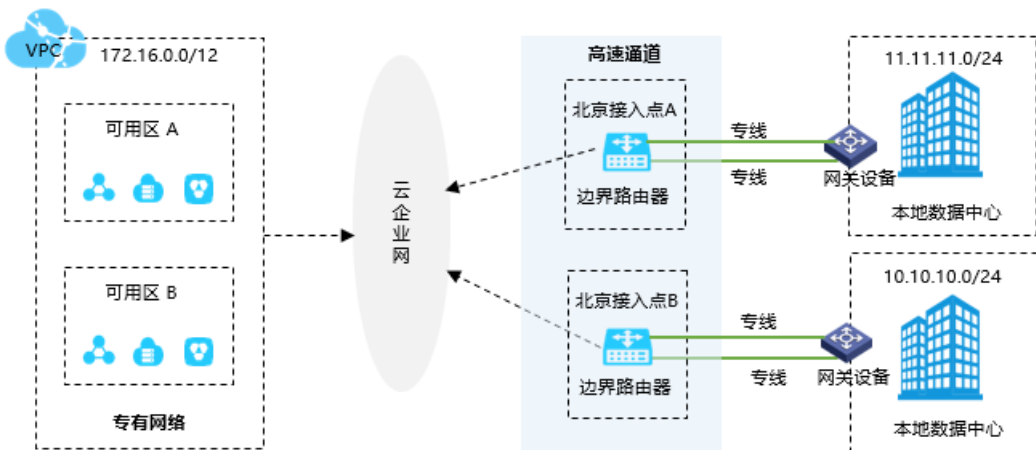 VPC
172.16.0.0/12
可用区 A
可用区 B
专有网络
云企业网
高速通道
北京接入点A
边界路由器
北京接入点B
边界路由器
专线
专线
专线
专线
11.11.11.0/24
网关设备
本地数据中心
10.10.10.0/24
网关设备
本地数据中心